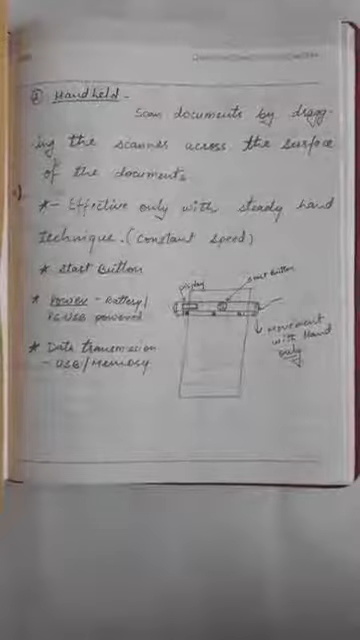 Handheld -
Scan documents by dragg-
ing the scanner across the surface
of the documents
* - Effective only with steady hand
technique. (Constant Speed)
* Start Button
* Power - Battery/
PC USB powered
* Data transmission
- USB/Memory
Display
Start Button
Movement
with Hand
only